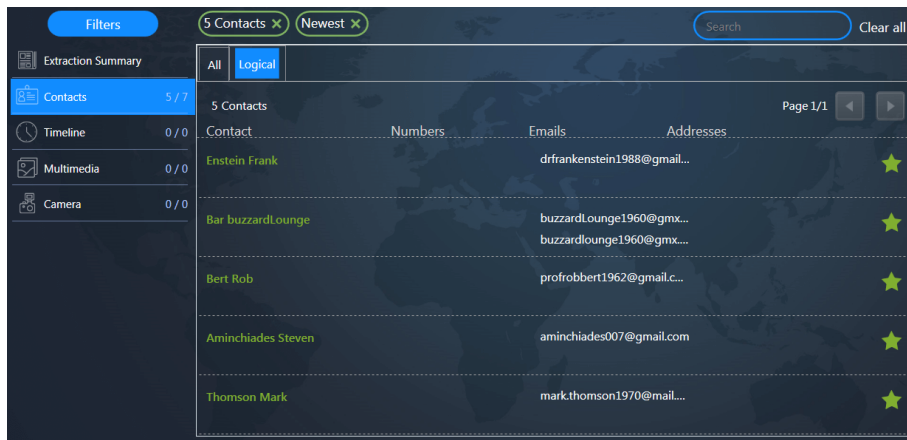 Filters
5 Contacts ×
Newest ×
Search
Clear all
Extraction Summary
Contacts 5 / 7
Timeline 0 / 0
Multimedia 0 / 0
Camera 0 / 0
All
Logical
5 Contacts
Page 1/1
Contact Numbers Emails Addresses
Enstein Frank drfrankenstein1988@gmail...
Bar buzzardLounge buzzardLounge1960@gmx...
buzzardlounge1960@gmx....
Bert Rob profrobbert1962@gmail.c...
Aminchiades Steven aminchiades007@gmail.com
Thomson Mark mark.thomson1970@mail....